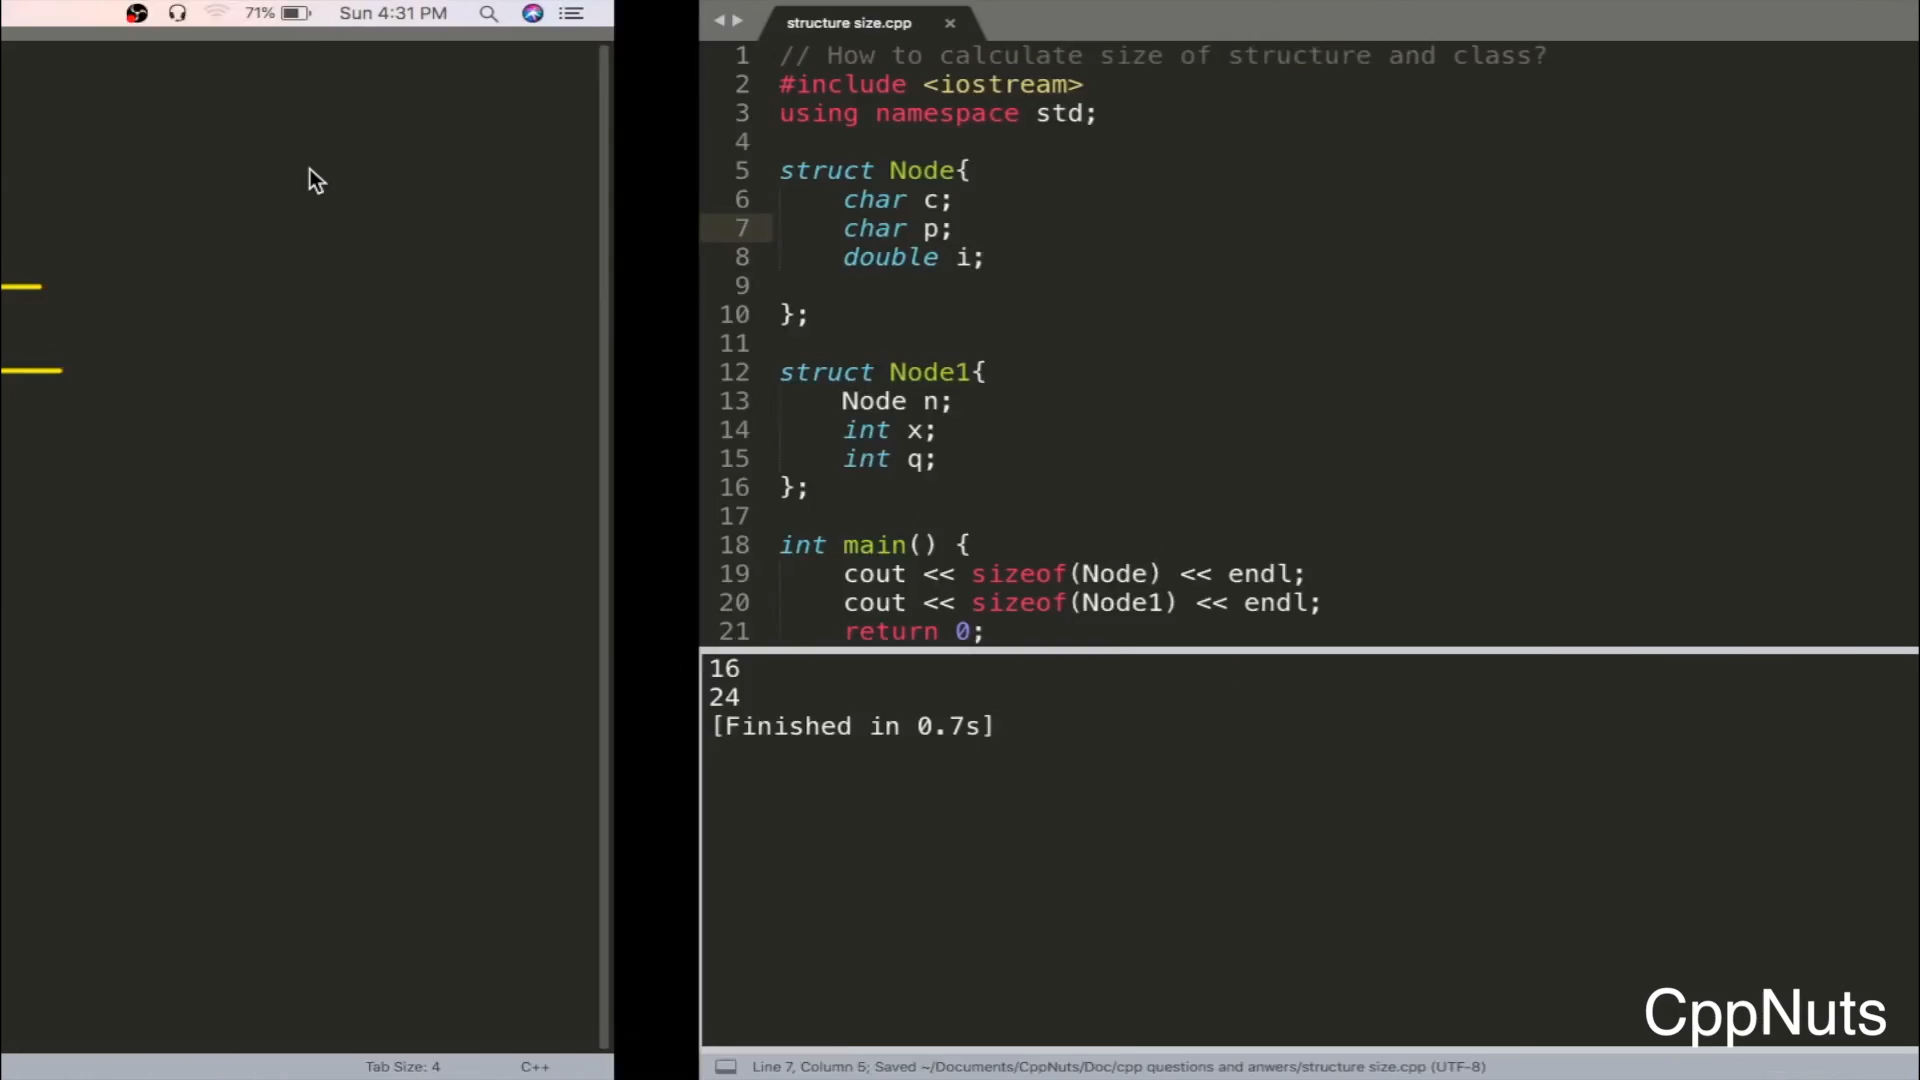 71% Sun 4:31 PM
structure size.cpp
1 // How to calculate size of structure and class?
2 #include <iostream>
3 using namespace std;
4
5 struct Node{
6 char c;
7 char p;
8 double i;
9
10 };
11
12 struct Node1{
13 Node n;
14 int x;
15 int q;
16 };
17
18 int main() {
19 cout << sizeof(Node) << endl;
20 cout << sizeof(Node1) << endl;
21 return 0;
16
24
[Finished in 0.7s]
CppNuts
Tab Size: 4 C++
Line 7, Column 5; Saved ~/Documents/CppNuts/Doc/cpp questions and anwers/structure size.cpp (UTF-8)